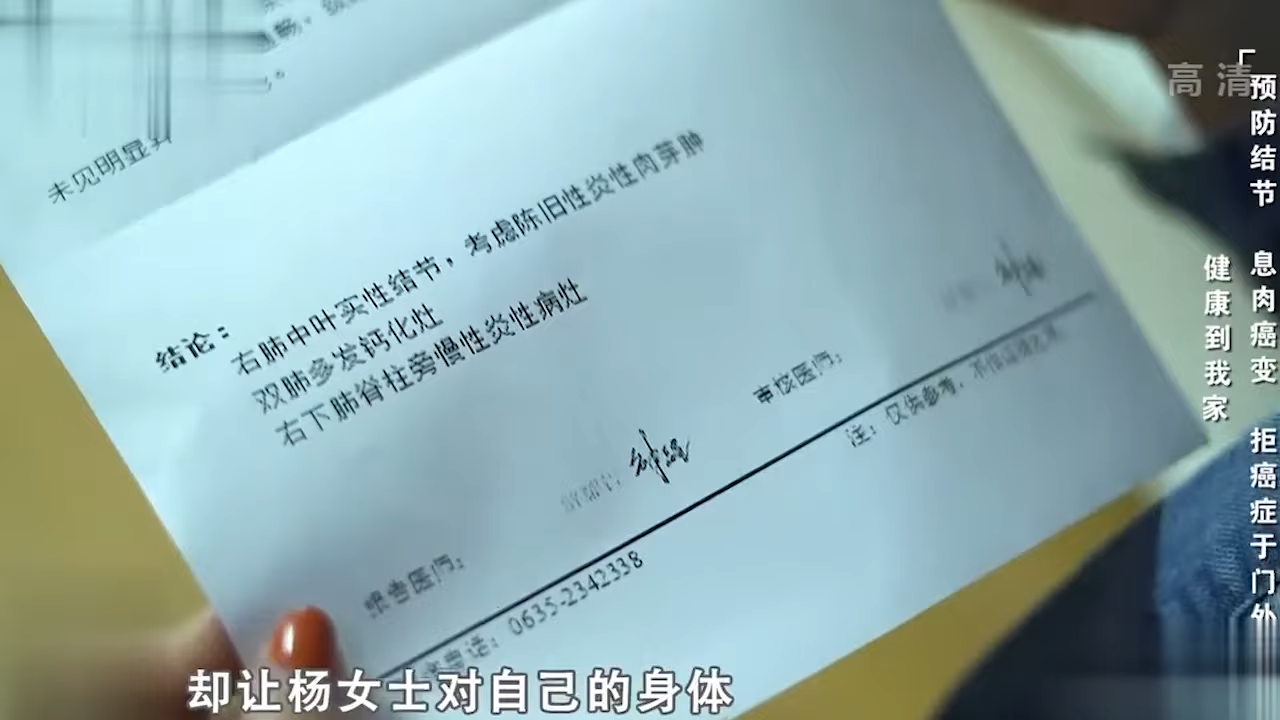 畅，
。
未见明显异
结论：
右肺中叶实性结节，考虑陈旧性炎性肉芽肿
双肺多发钙化灶
右下肺脊柱旁慢性炎性病灶
报告医师：
审核医师：
电话：0635-2342338
注：仅供参考，不作证明之用
高清
「预防结节 息肉癌变 拒癌症于门外
健康到我家
却让杨女士对自己的身体